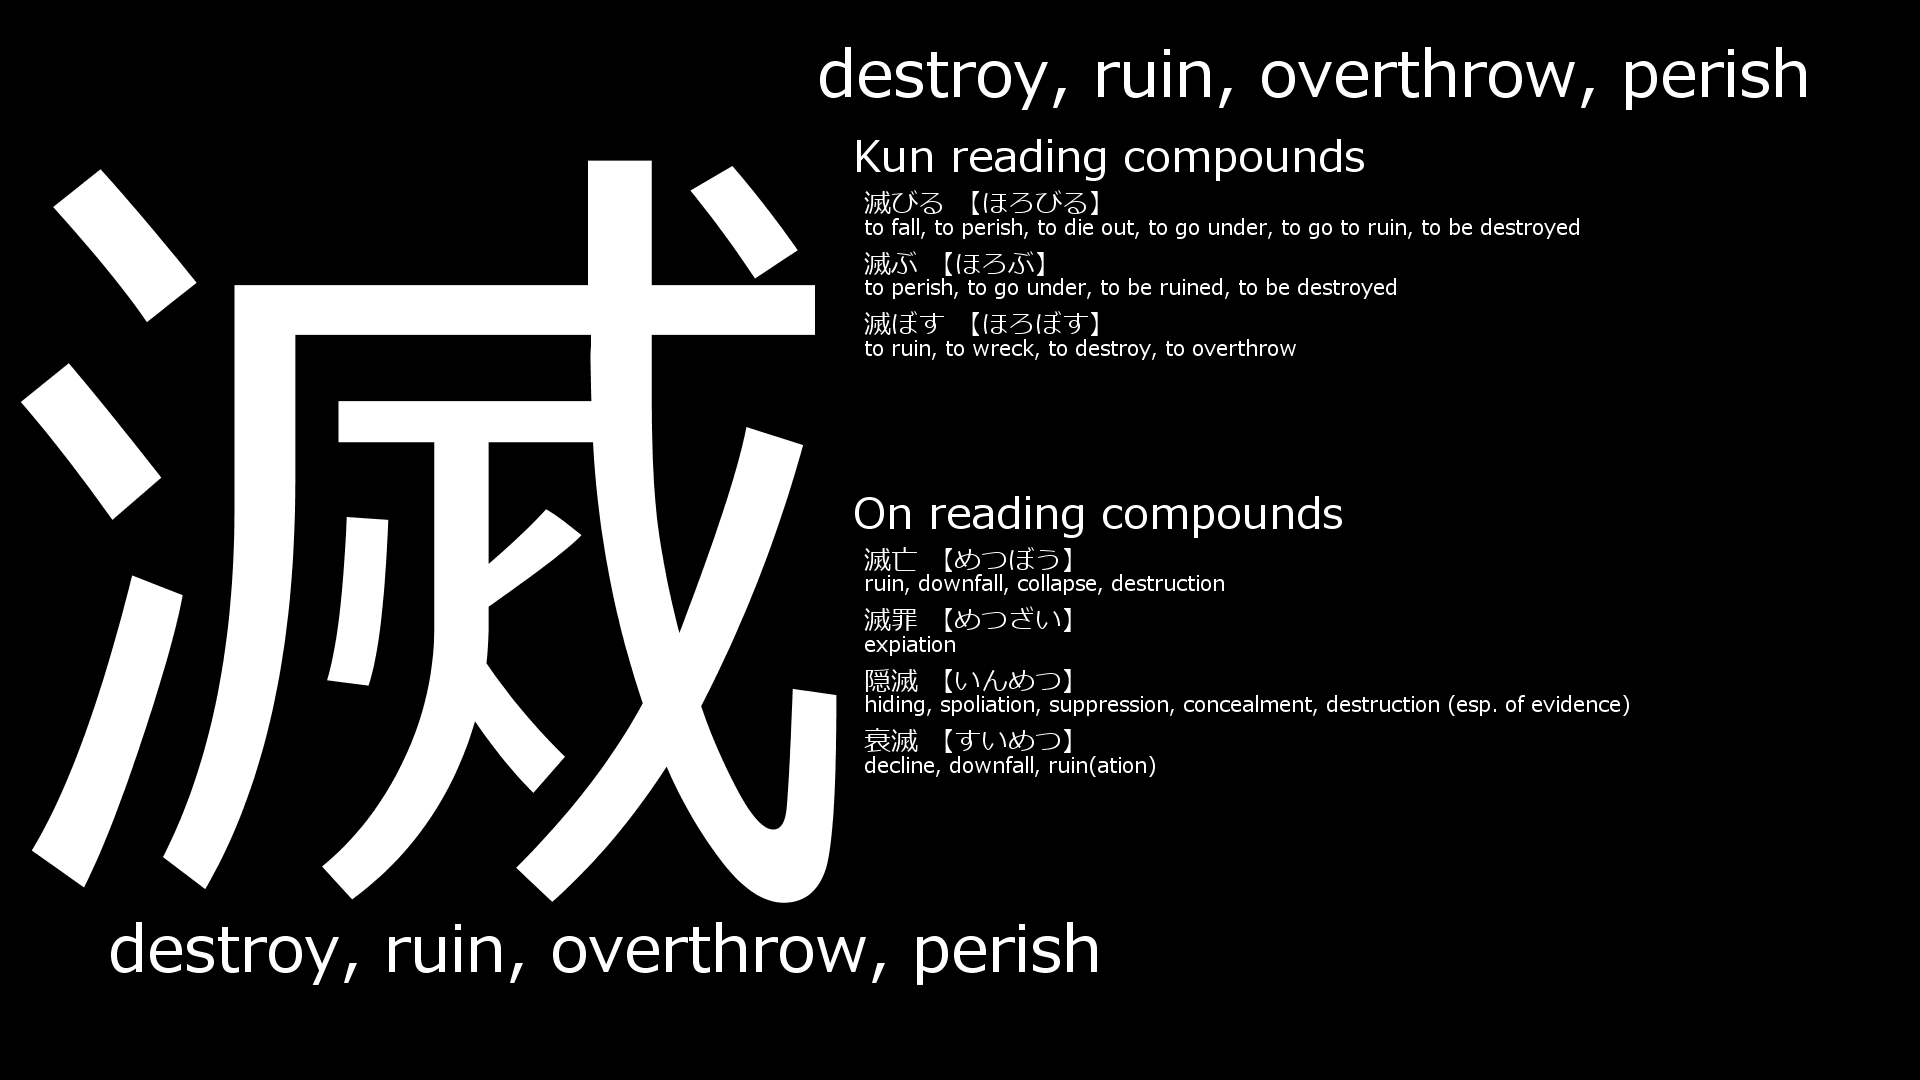 destroy, ruin, overthrow, perish
滅
Kun reading compounds
滅びる 【ほろびる】
to fall, to perish, to die out, to go under, to go to ruin, to be destroyed
滅ぶ 【ほろぶ】
to perish, to go under, to be ruined, to be destroyed
滅ぼす 【ほろぼす】
to ruin, to wreck, to destroy, to overthrow
On reading compounds
滅亡 【めつぼう】
ruin, downfall, collapse, destruction
滅罪 【めつざい】
expiation
隠滅 【いんめつ】
hiding, spoliation, suppression, concealment, destruction (esp. of evidence)
衰滅 【すいめつ】
decline, downfall, ruin(ation)
destroy, ruin, overthrow, perish